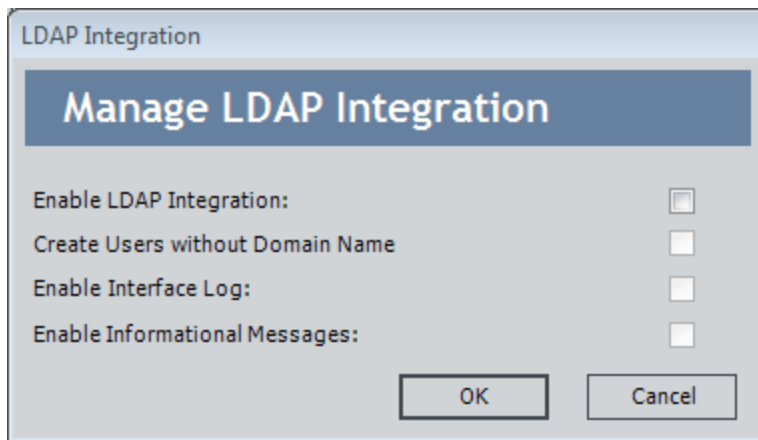 LDAP Integration
Manage LDAP Integration
Enable LDAP Integration:
Create Users without Domain Name
Enable Interface Log:
Enable Informational Messages:
OK Cancel